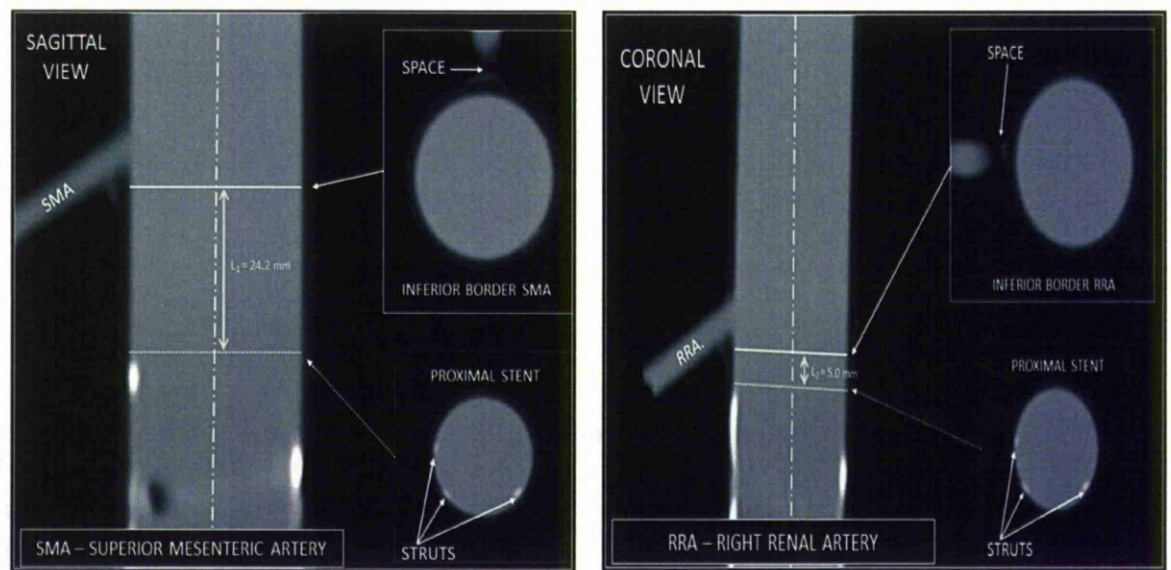 SAGITTAL
VIEW
SPACE
SMA
L₁ = 24.2 mm
INFERIOR BORDER SMA
PROXIMAL STENT
STRUTS
SMA – SUPERIOR MESENTERIC ARTERY
CORONAL
VIEW
SPACE
RRA.
L₂ = 5.0 mm
INFERIOR BORDER RRA
PROXIMAL STENT
STRUTS
RRA – RIGHT RENAL ARTERY